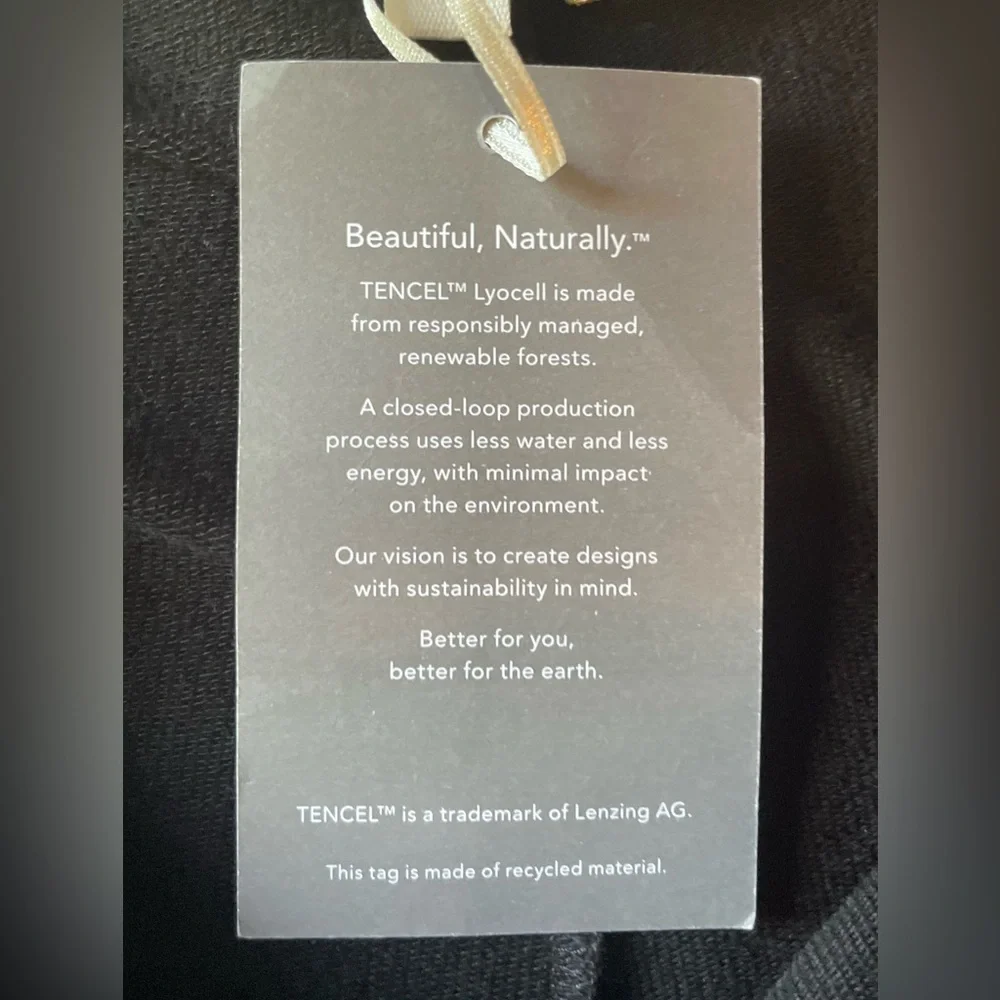 Beautiful, Naturally.™
TENCEL™ Lyocell is made
from responsibly managed,
renewable forests.
A closed-loop production
process uses less water and less
energy, with minimal impact
on the environment.
Our vision is to create designs
with sustainability in mind.
Better for you,
better for the earth.
TENCEL™ is a trademark of Lenzing AG.
This tag is made of recycled material.